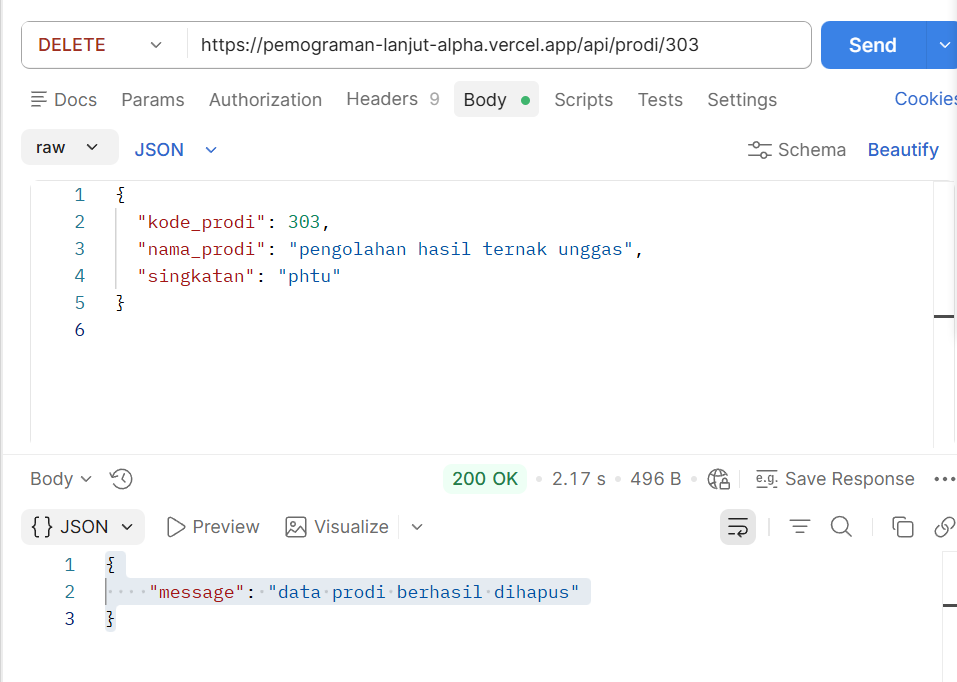 DELETE https://pemograman-lanjut-alpha.vercel.app/api/prodi/303 Send
Docs Params Authorization Headers 9 Body Scripts Tests Settings Cookies
raw JSON Schema Beautify
1 {
2 "kode_prodi": 303,
3 "nama_prodi": "pengolahan hasil ternak unggas",
4 "singkatan": "phtu"
5 }
6
Body 200 OK • 2.17 s • 496 B • e.g. Save Response
{} JSON Preview Visualize
1 {
2 "message": "data prodi berhasil dihapus"
3 }